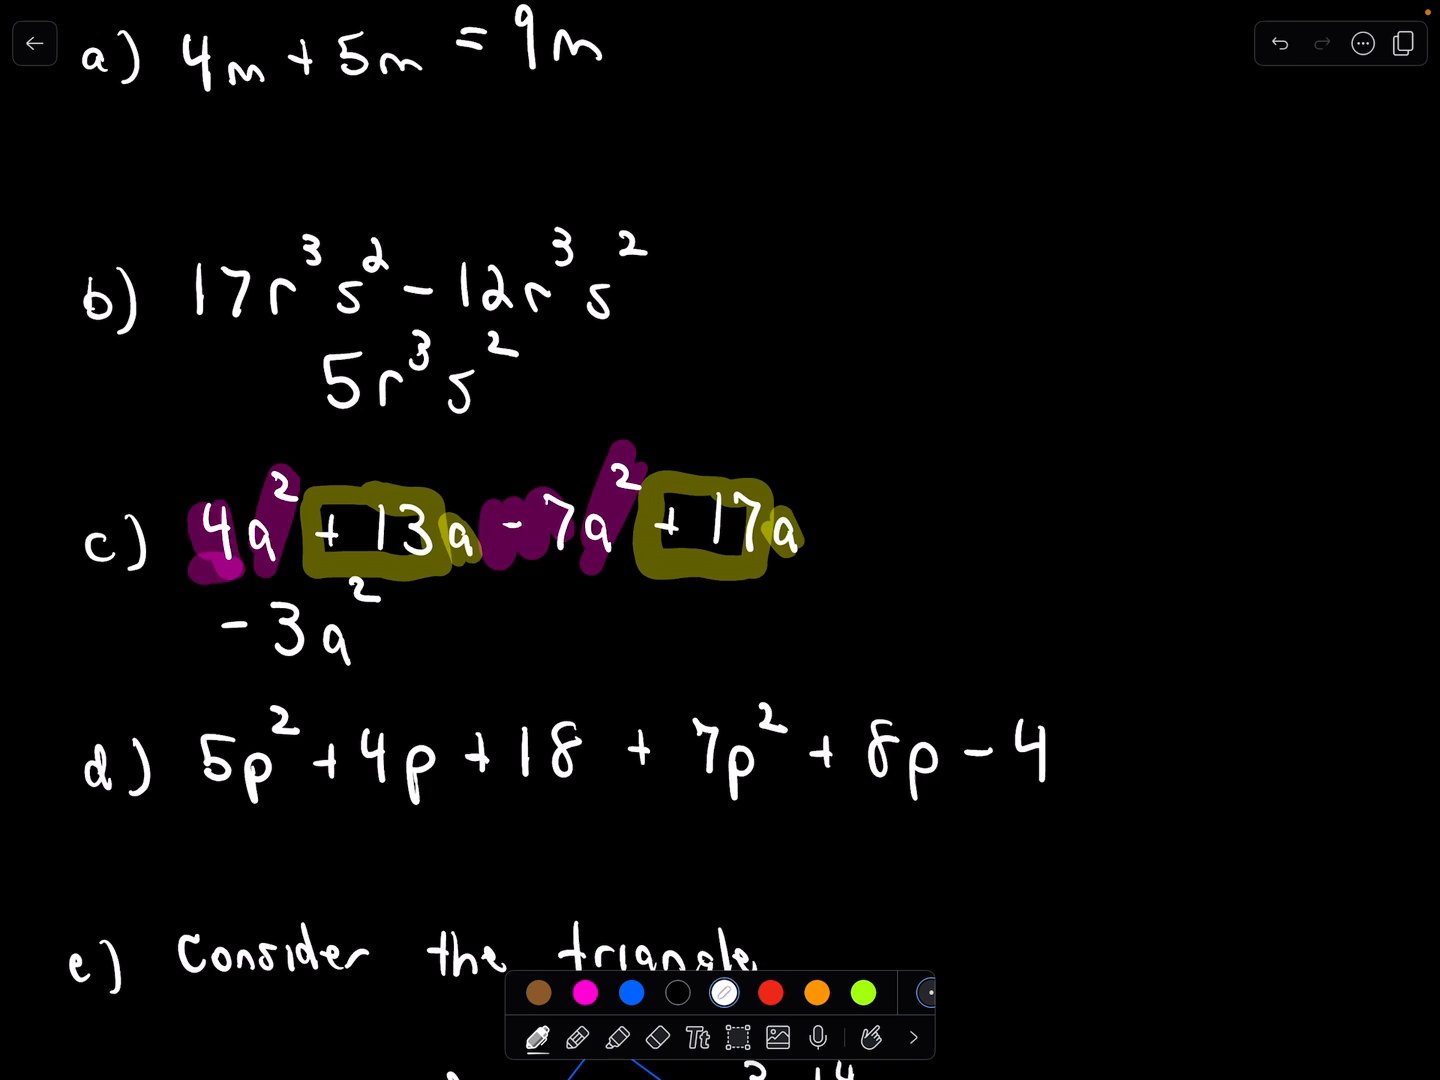 a) 4m + 5m = 9m
b) 17r³s² - 12r³s²
5r³s²
c) 4a² + 13a - 7a² + 17a
- 3a²
d) 5p² + 4p + 18 + 7p² + 8p - 4
e) Consider the triangle
Tt